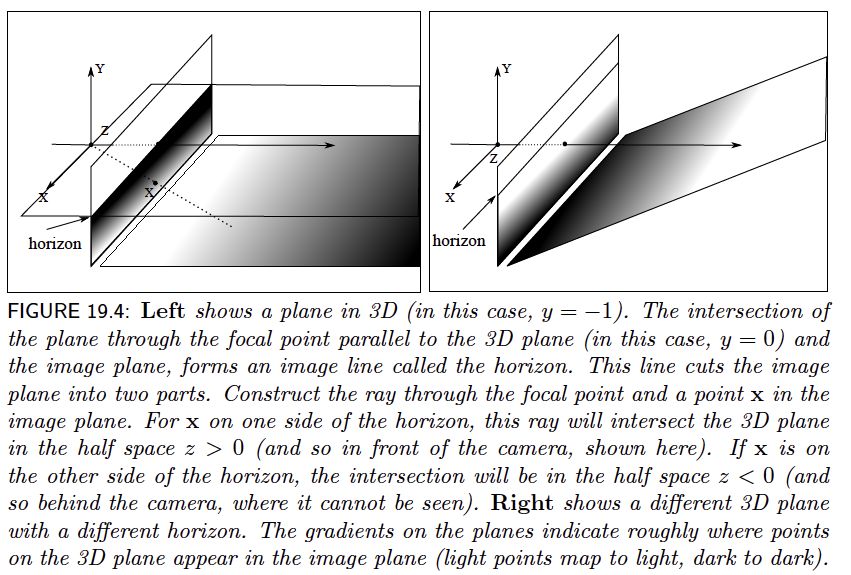 Y
Z
X
X
horizon
Y
Z
X
horizon
FIGURE 19.4: Left shows a plane in 3D (in this case, y = −1). The intersection of
the plane through the focal point parallel to the 3D plane (in this case, y = 0) and
the image plane, forms an image line called the horizon. This line cuts the image
plane into two parts. Construct the ray through the focal point and a point x in the
image plane. For x on one side of the horizon, this ray will intersect the 3D plane
in the half space z > 0 (and so in front of the camera, shown here). If x is on
the other side of the horizon, the intersection will be in the half space z < 0 (and
so behind the camera, where it cannot be seen). Right shows a different 3D plane
with a different horizon. The gradients on the planes indicate roughly where points
on the 3D plane appear in the image plane (light points map to light, dark to dark).